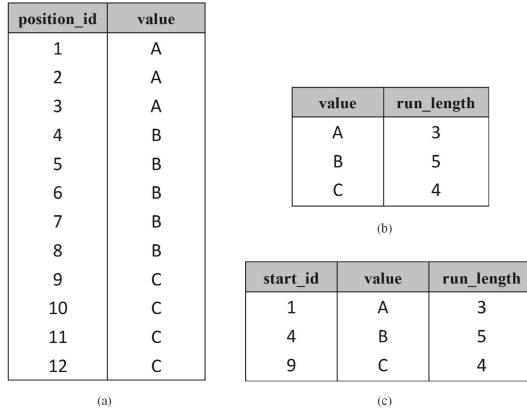 position_id value
1 A
2 A
3 A
4 B
5 B
6 B
7 B
8 B
9 C
10 C
11 C
12 C
(a)
value run_length
A 3
B 5
C 4
(b)
start_id value run_length
1 A 3
4 B 5
9 C 4
(c)